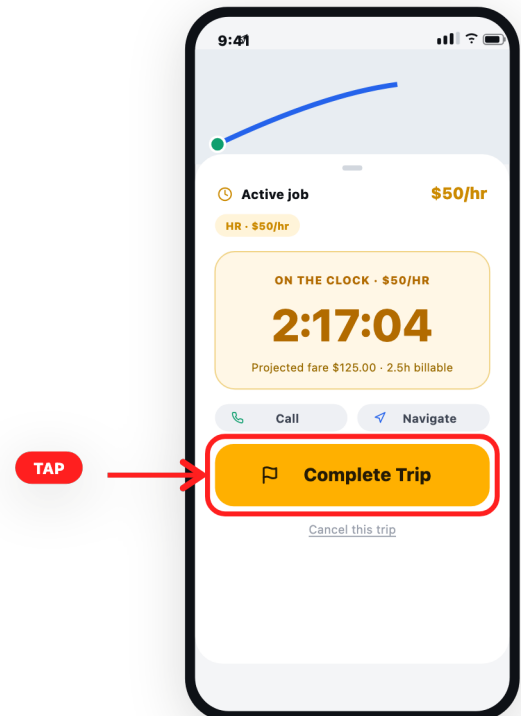 9:41
Active job
$50/hr
HR · $50/hr
ON THE CLOCK · $50/HR
2:17:04
Projected fare $125.00 · 2.5h billable
Call
Navigate
TAP
Complete Trip
Cancel this trip